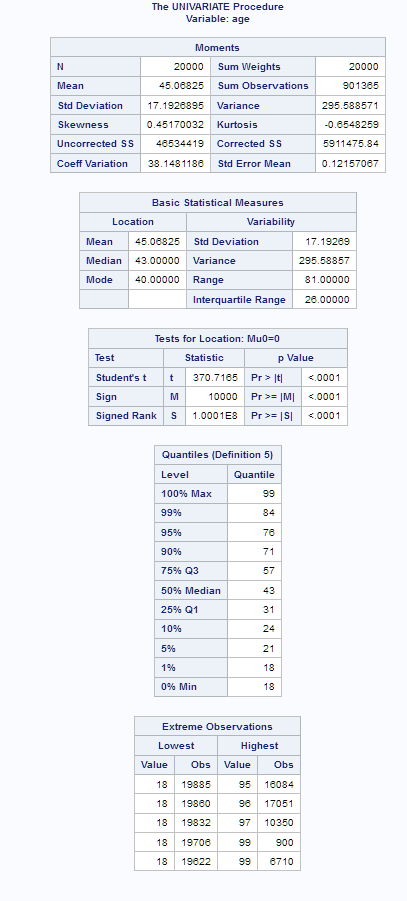 The UNIVARIATE Procedure
Variable: age
Moments
N 20000 Sum Weights 20000
Mean 45.06825 Sum Observations 901365
Std Deviation 17.1926895 Variance 295.588571
Skewness 0.45170032 Kurtosis -0.6548259
Uncorrected SS 46534419 Corrected SS 5911475.84
Coeff Variation 38.1481186 Std Error Mean 0.12157067
Basic Statistical Measures
Location Variability
Mean 45.06825 Std Deviation 17.19269
Median 43.00000 Variance 295.58857
Mode 40.00000 Range 81.00000
Interquartile Range 26.00000
Tests for Location: Mu0=0
Test Statistic p Value
Student's t t 370.7165 Pr > |t| <.0001
Sign M 10000 Pr >= |M| <.0001
Signed Rank S 1.0001E8 Pr >= |S| <.0001
Quantiles (Definition 5)
Level Quantile
100% Max 99
99% 84
95% 76
90% 71
75% Q3 57
50% Median 43
25% Q1 31
10% 24
5% 21
1% 18
0% Min 18
Extreme Observations
Lowest Highest
Value Obs Value Obs
18 19885 95 16084
18 19860 96 17051
18 19832 97 10350
18 19706 99 900
18 19622 99 6710